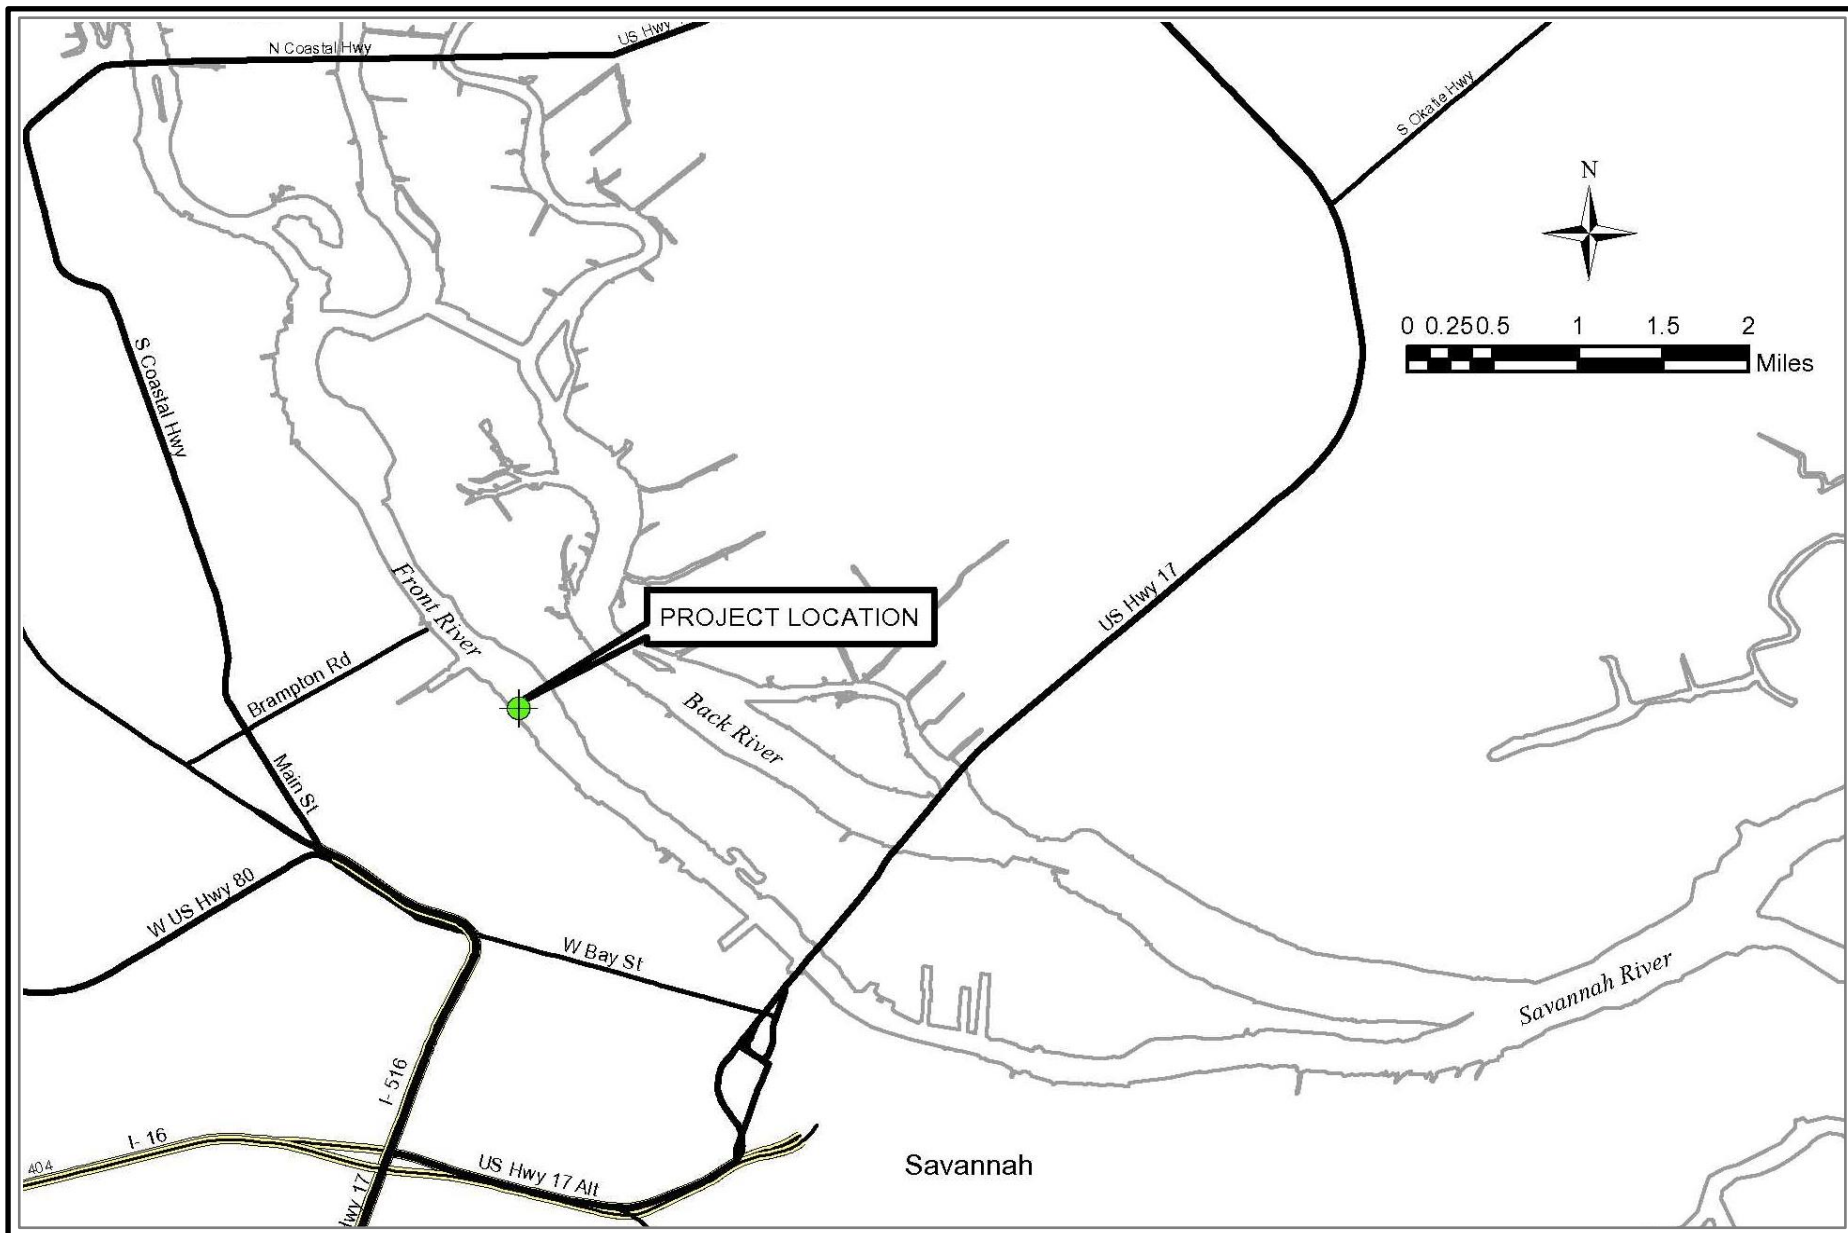 N Coastal Hwy
US Hwy
S Okatie Hwy
N
0 0.25 0.5 1 1.5 2
Miles
S Coastal Hwy
Front River
PROJECT LOCATION
US Hwy 17
Brampton Rd
Back River
Main St
W US Hwy 80
W Bay St
Savannah River
I- 516
I- 16
404
US Hwy 17 Alt
Hwy 17
Savannah